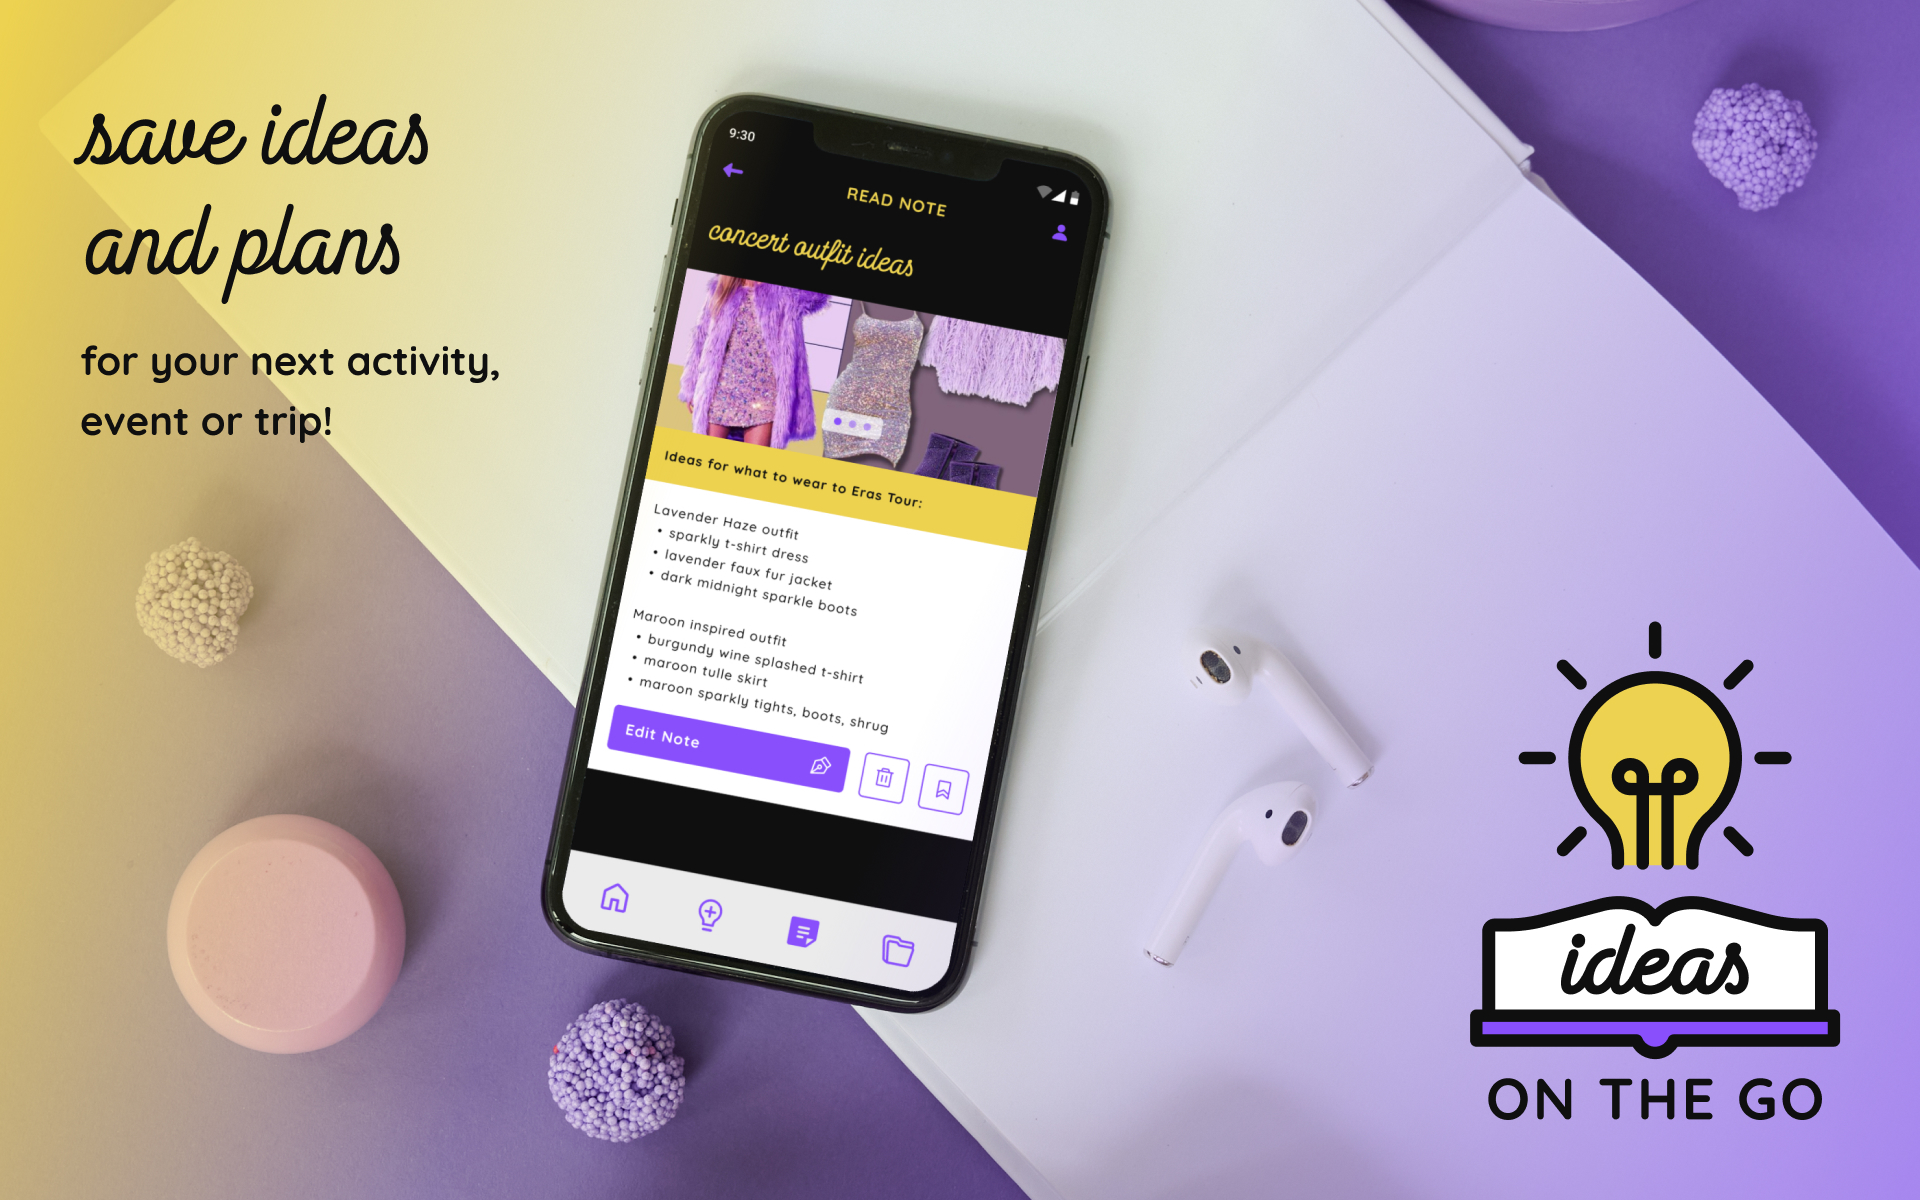 save ideas
and plans
for your next activity,
event or trip!
9:30
READ NOTE
concert outfit ideas
Ideas for what to wear to Eras Tour:
Lavender Haze outfit
• sparkly t-shirt dress
• lavender faux fur jacket
• dark midnight sparkle boots
Maroon inspired outfit
• burgundy wine splashed t-shirt
• maroon tulle skirt
• maroon sparkly tights, boots, shrug
Edit Note
ideas
ON THE GO